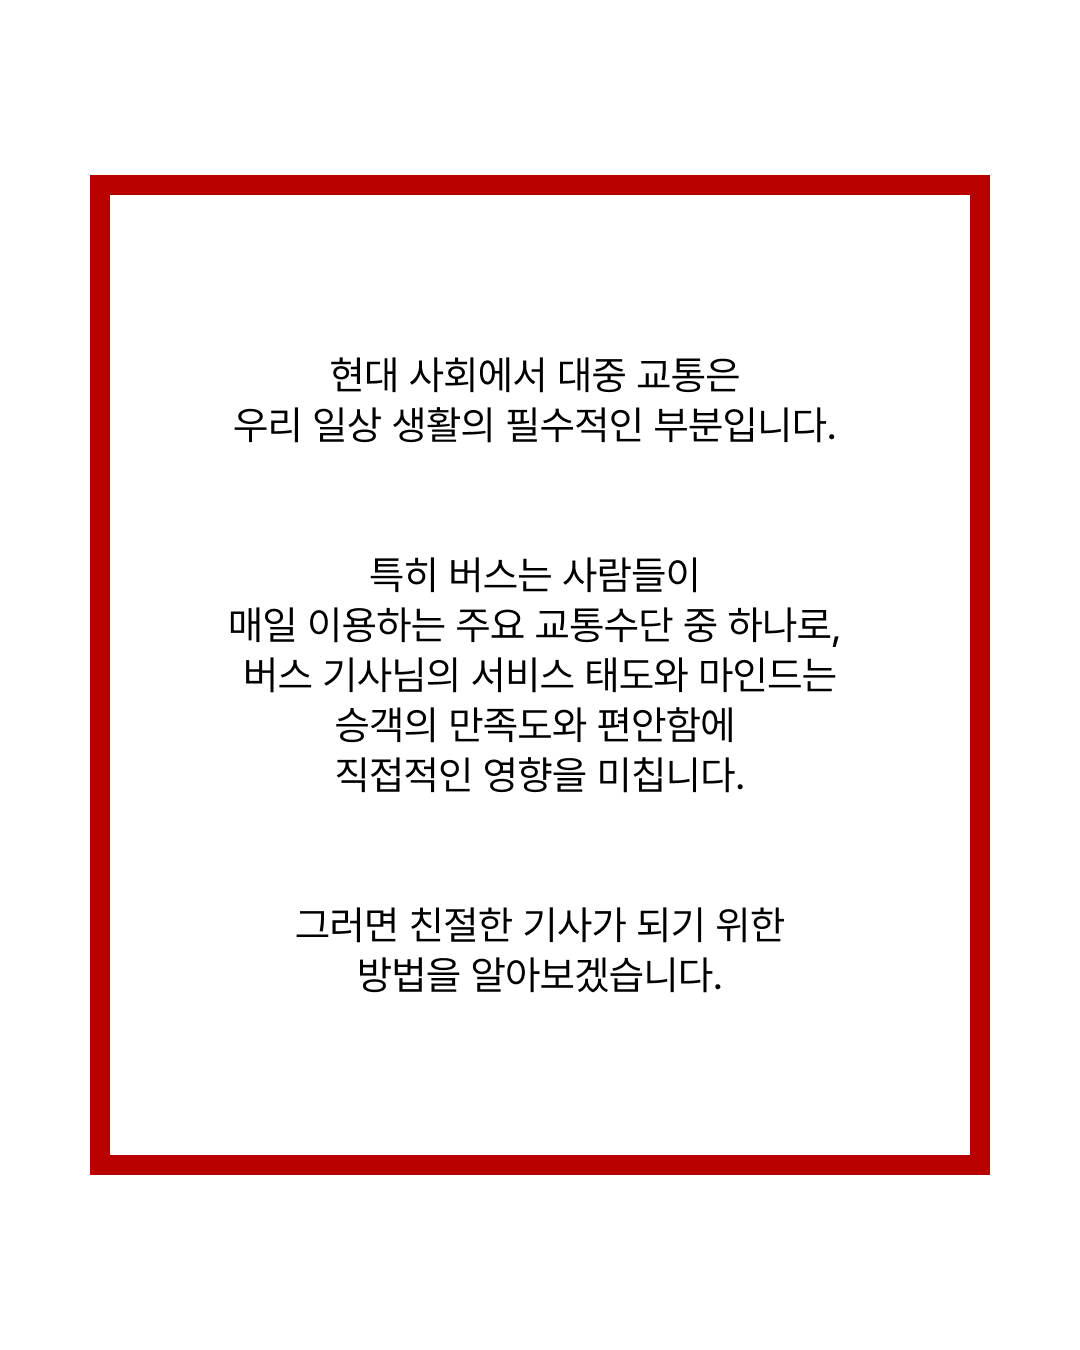 현대 사회에서 대중 교통은
우리 일상 생활의 필수적인 부분입니다.
특히 버스는 사람들이
매일 이용하는 주요 교통수단 중 하나로,
버스 기사님의 서비스 태도와 마인드는
승객의 만족도와 편안함에
직접적인 영향을 미칩니다.
그러면 친절한 기사가 되기 위한
방법을 알아보겠습니다.